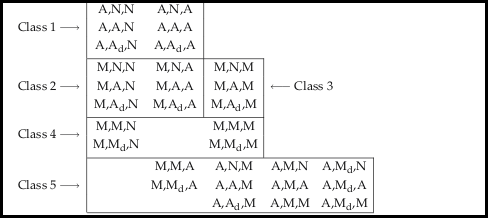 A,N,N A,N,A
Class 1 ⟶ A,A,N A,A,A
A,A_d,N A,A_d,A
M,N,N M,N,A M,N,M
Class 2 ⟶ M,A,N M,A,A M,A,M ⟵ Class 3
M,A_d,N M,A_d,A M,A_d,M
Class 4 ⟶ M,M,N M,M,M
M,M_d,N M,M_d,M
M,M,A A,N,M A,M,N A,M_d,N
Class 5 ⟶ M,M_d,A A,A,M A,M,A A,M_d,A
A,A_d,M A,M,M A,M_d,M